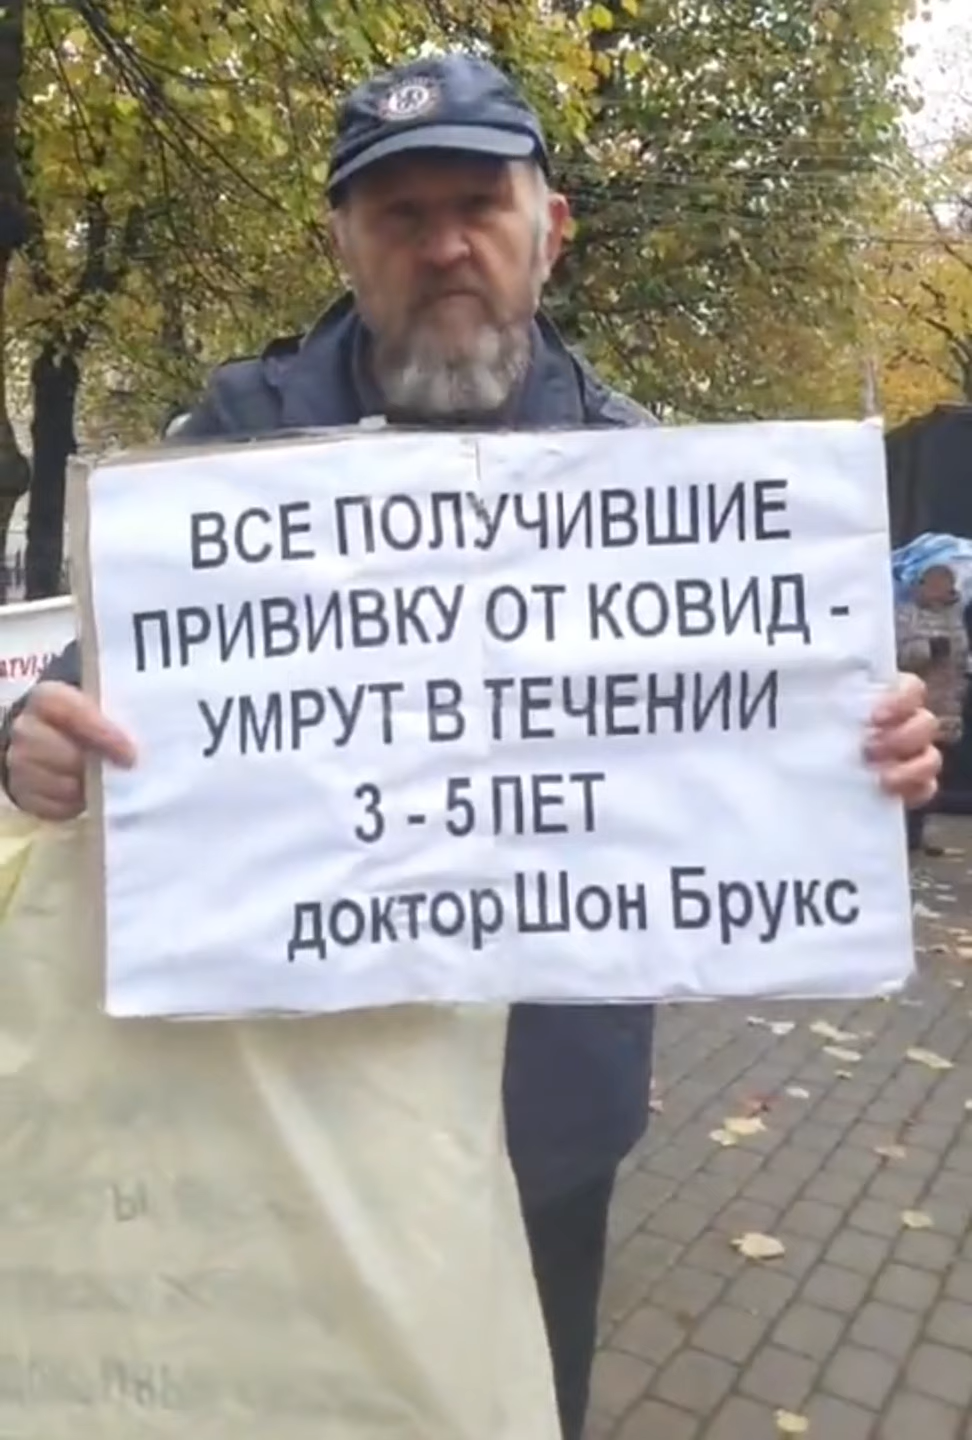 ВСЕ ПОЛУЧИВШИЕ
ПРИВИВКУ ОТ КОВИД -
УМРУТ В ТЕЧЕНИИ
3 - 5 ЛЕТ
доктор Шон Брукс